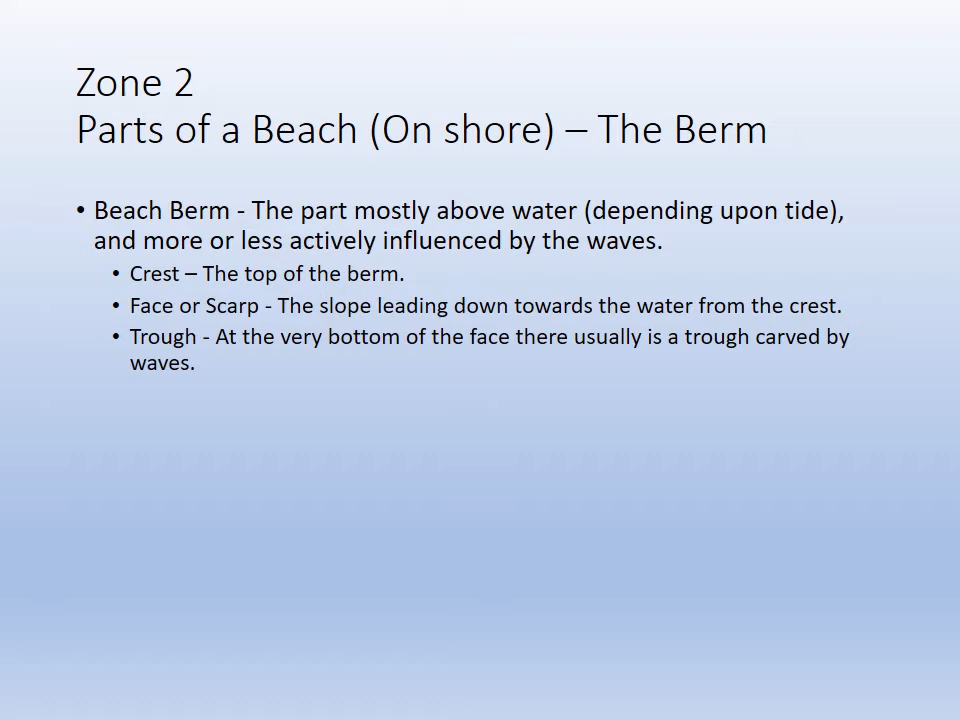 Zone 2
Parts of a Beach (On shore) – The Berm
• Beach Berm - The part mostly above water (depending upon tide),
and more or less actively influenced by the waves.
• Crest – The top of the berm.
• Face or Scarp - The slope leading down towards the water from the crest.
• Trough - At the very bottom of the face there usually is a trough carved by
waves.